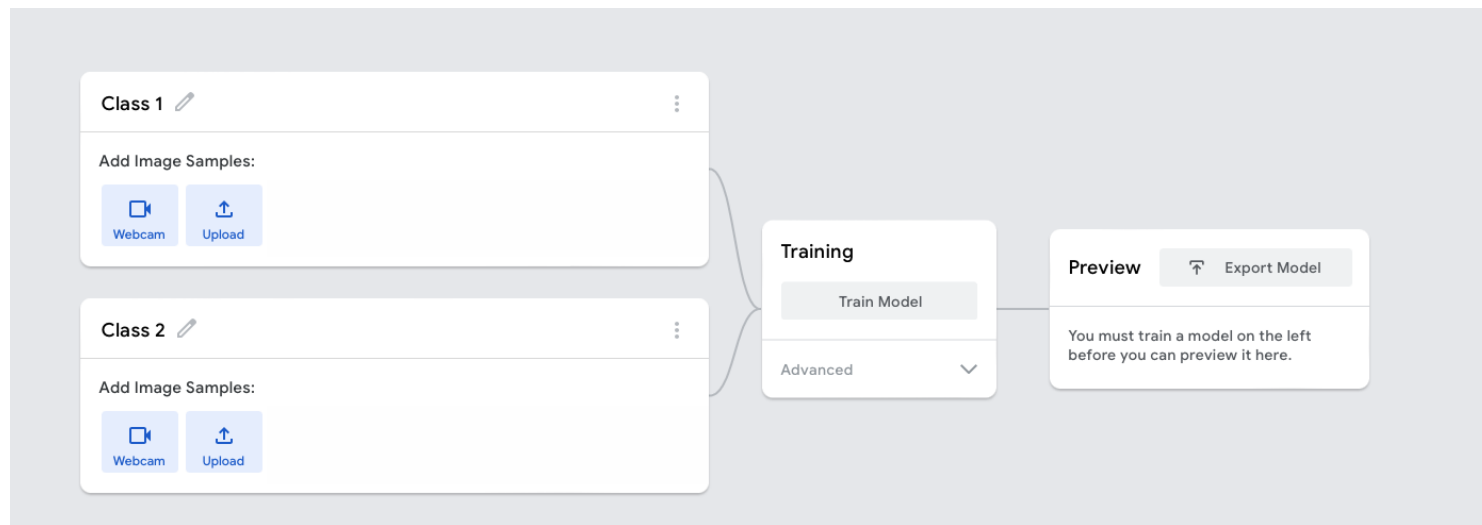 Class 1
Add Image Samples:
Webcam
Upload
Class 2
Add Image Samples:
Webcam
Upload
Training
Train Model
Advanced
Preview
Export Model
You must train a model on the left
before you can preview it here.